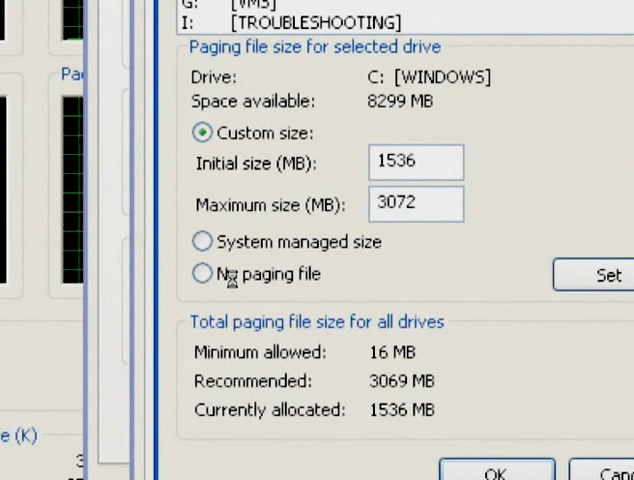 G: [VMS]
I: [TROUBLESHOOTING]
Paging file size for selected drive
Pa
Drive: C: [WINDOWS]
Space available: 8299 MB
Custom size:
Initial size (MB): 1536
Maximum size (MB): 3072
System managed size
No paging file
Set
Total paging file size for all drives
Minimum allowed: 16 MB
Recommended: 3069 MB
Currently allocated: 1536 MB
e (K)
OK
Canc